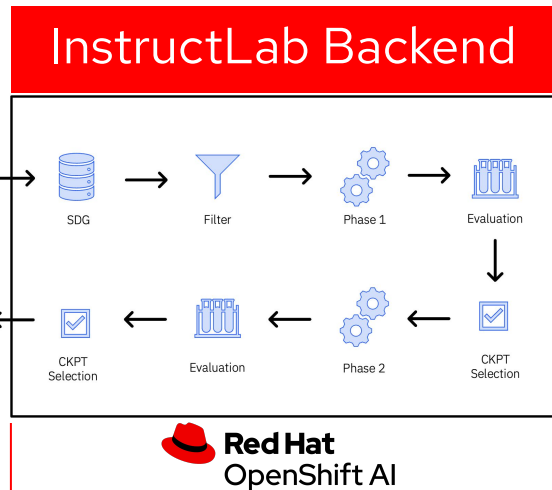 InstructLab Backend
SDG
Filter
Phase 1
Evaluation
CKPT
Selection
Evaluation
Phase 2
CKPT
Selection
Red Hat
OpenShift AI